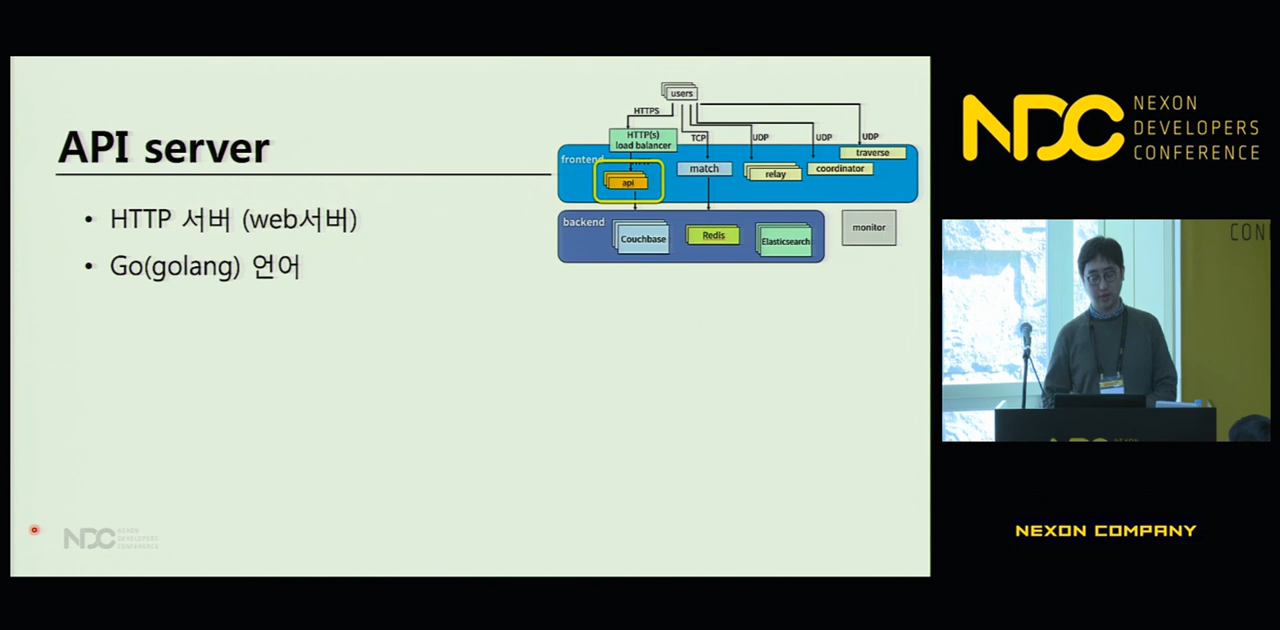 API server
• HTTP 서버 (web서버)
• Go(golang) 언어
users
HTTPS
TCP
UDP
UDP
UDP
HTTP(s)
load balancer
frontend
api
match
relay
coordinator
traverse
backend
Couchbase
Redis
Elasticsearch
monitor
NDC NEXON
DEVELOPERS
CONFERENCE
NDC NEXON
DEVELOPERS
CONFERENCE
CON
NEXON COMPANY